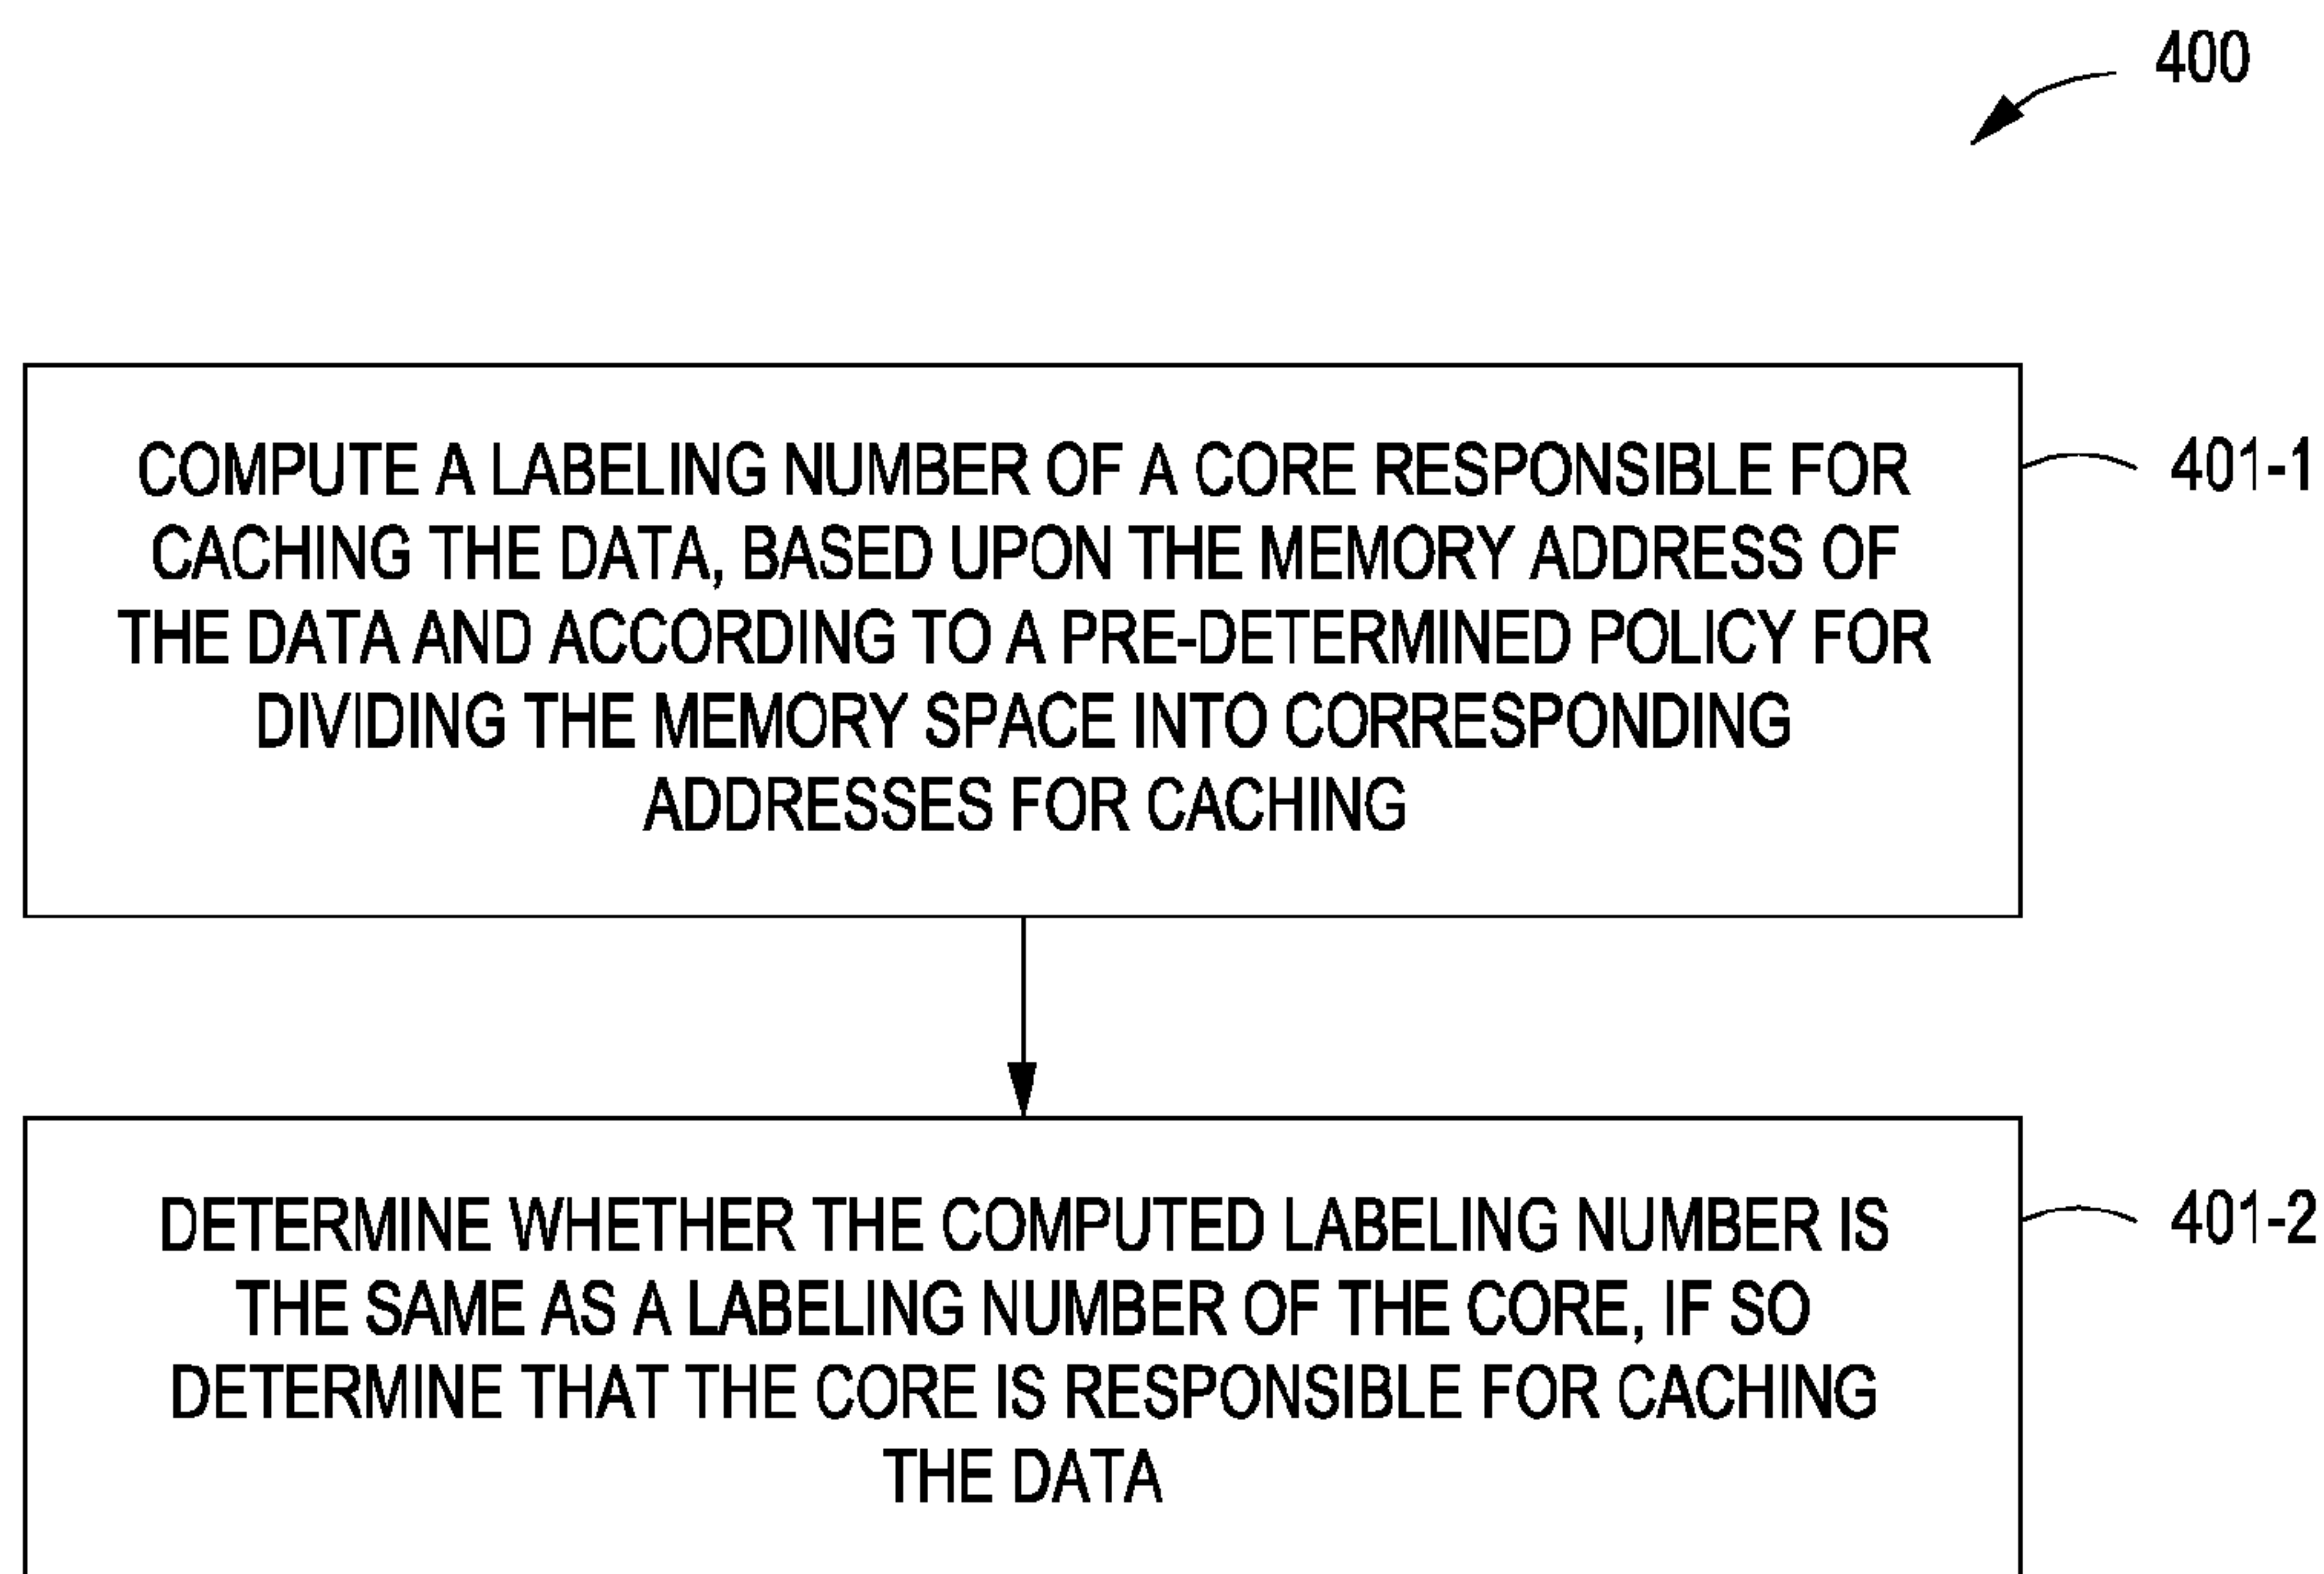 400
COMPUTE A LABELING NUMBER OF A CORE RESPONSIBLE FOR
CACHING THE DATA, BASED UPON THE MEMORY ADDRESS OF
THE DATA AND ACCORDING TO A PRE-DETERMINED POLICY FOR
DIVIDING THE MEMORY SPACE INTO CORRESPONDING
ADDRESSES FOR CACHING
401-1
DETERMINE WHETHER THE COMPUTED LABELING NUMBER IS
THE SAME AS A LABELING NUMBER OF THE CORE, IF SO
DETERMINE THAT THE CORE IS RESPONSIBLE FOR CACHING
THE DATA
401-2